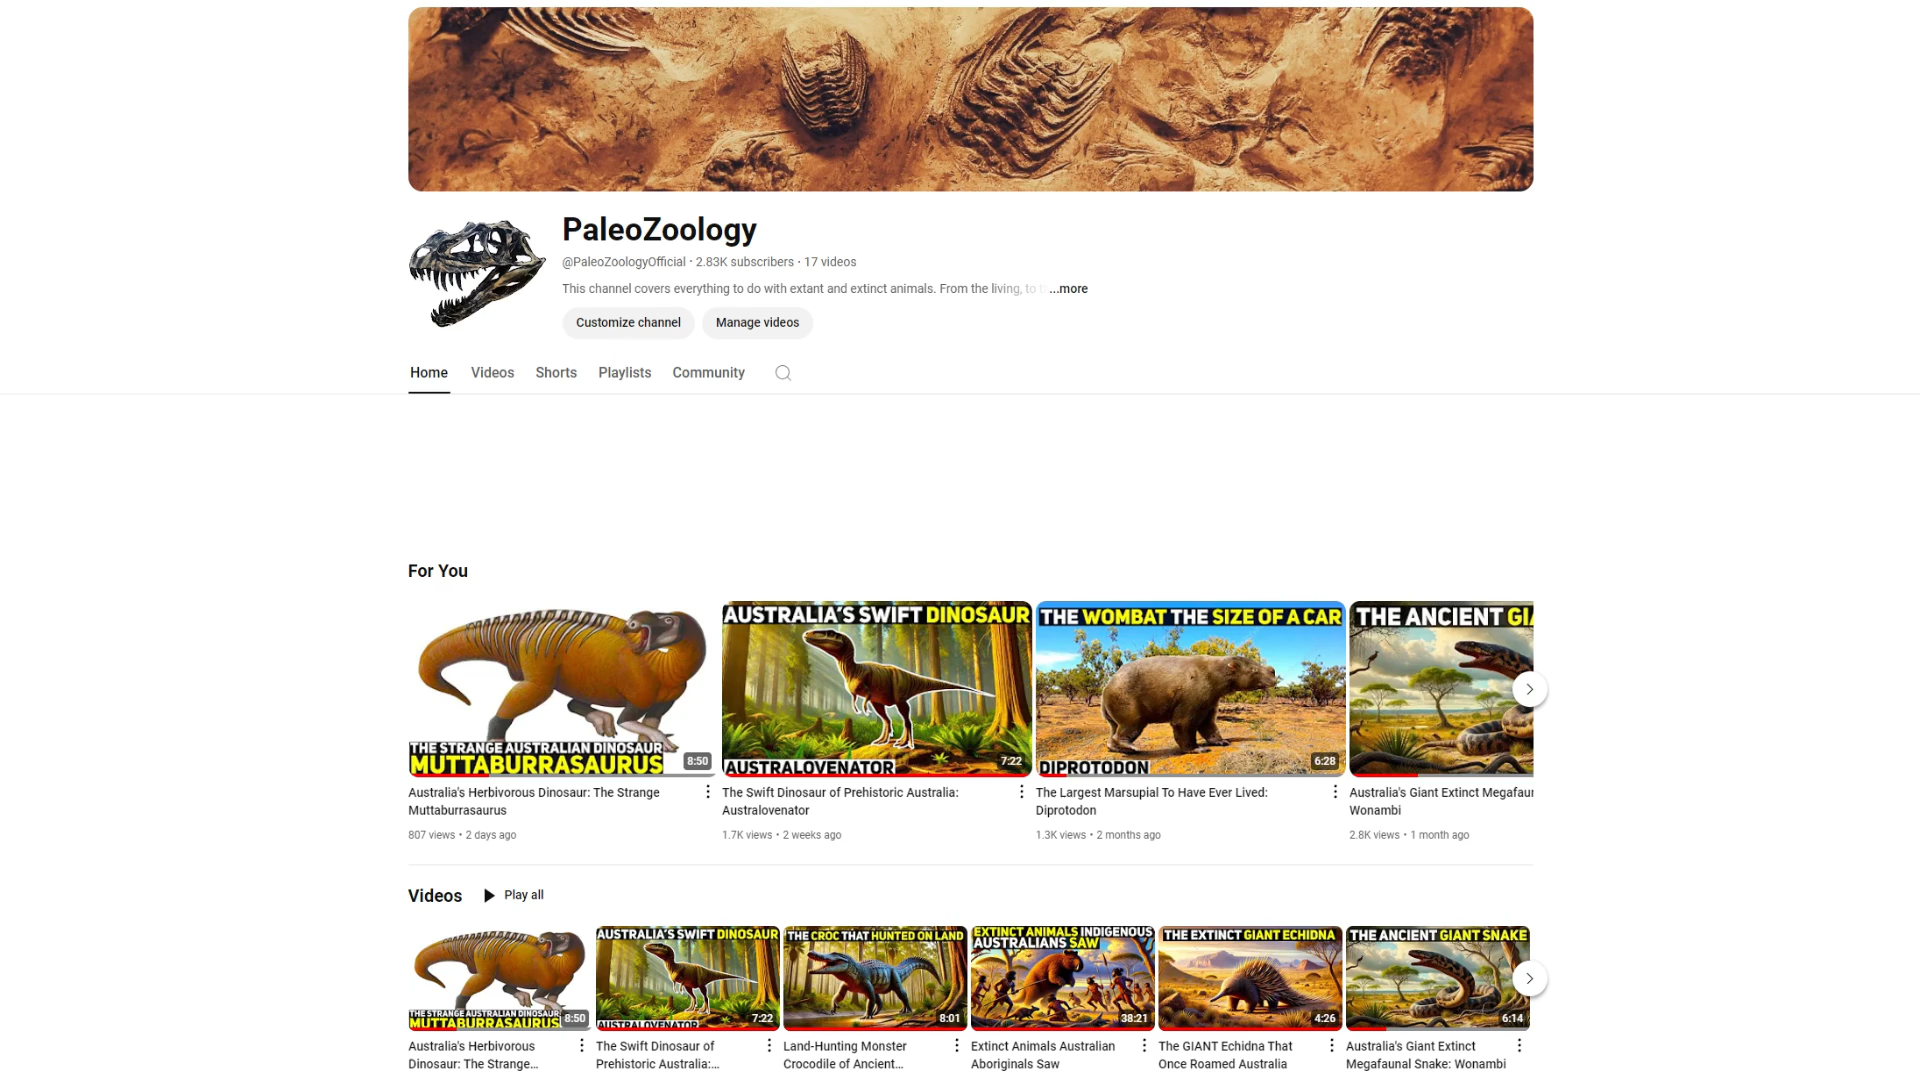 PaleoZoology
@PaleoZoologyOfficial · 2.83K subscribers · 17 videos
This channel covers everything to do with extant and extinct animals. From the living, to ...more
Customize channel
Manage videos
Home
Videos
Shorts
Playlists
Community
For You
THE STRANGE AUSTRALIAN DINOSAUR
MUTTABURRASAURUS
8:50
AUSTRALIA'S SWIFT DINOSAUR
AUSTRALOVENATOR
7:22
THE WOMBAT THE SIZE OF A CAR
DIPROTODON
6:28
THE ANCIENT
Australia's Herbivorous Dinosaur: The Strange
Muttaburrasaurus
807 views • 2 days ago
The Swift Dinosaur of Prehistoric Australia:
Australovenator
1.7K views • 2 weeks ago
The Largest Marsupial To Have Ever Lived:
Diprotodon
1.3K views • 2 months ago
Australia's Giant Extinct
Wonambi
2.8K views • 1 month ago
Videos
Play all
THE STRANGE AUSTRALIAN DINOSAUR
MUTTABURRASAURUS
8:50
AUSTRALIA'S SWIFT DINOSAUR
AUSTRALOVENATOR
7:22
THE CROC THAT HUNTED ON LAND
8:01
EXTINCT ANIMALS INDIGENOUS
AUSTRALIANS SAW
38:21
THE EXTINCT GIANT ECHIDNA
4:26
THE ANCIENT GIANT SNAKE
6:14
Australia's Herbivorous
Dinosaur: The Strange...
The Swift Dinosaur of
Prehistoric Australia:...
Land-Hunting Monster
Crocodile of Ancient...
Extinct Animals Australian
Aboriginals Saw
The GIANT Echidna That
Once Roamed Australia
Australia's Giant Extinct
Megafaunal Snake: Wonambi